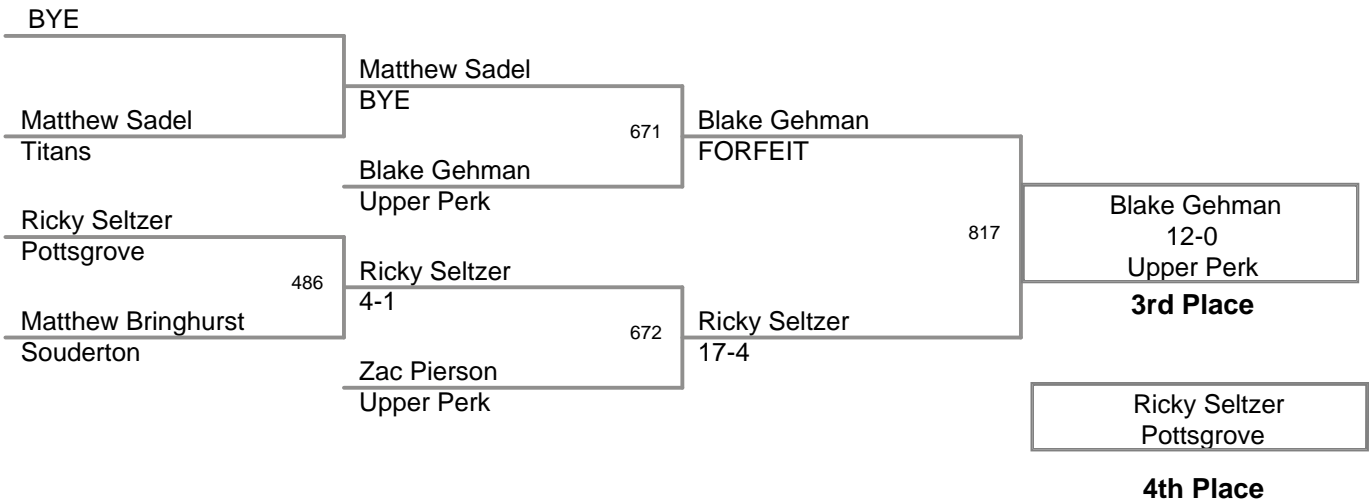 BYE
Matthew Sadel
BYE
Matthew Sadel
Titans
671
Blake Gehman
FORFEIT
Blake Gehman
Upper Perk
Ricky Seltzer
Pottsgrove
817
Blake Gehman
12-0
Upper Perk
3rd Place
486
Ricky Seltzer
4-1
Matthew Bringhurst
Souderton
672
Ricky Seltzer
17-4
Zac Pierson
Upper Perk
Ricky Seltzer
Pottsgrove
4th Place